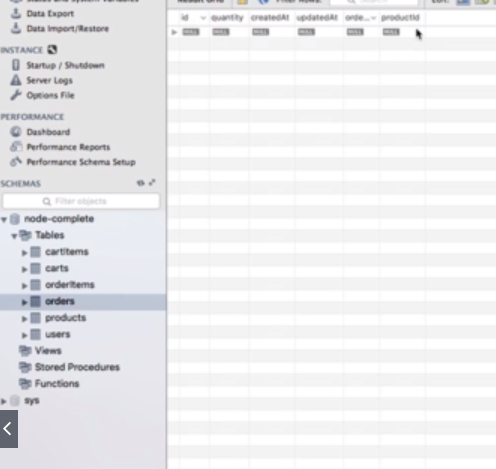 Data Export
Data Import/Restore
INSTANCE
Startup / Shutdown
Server Logs
Options File
PERFORMANCE
Dashboard
Performance Reports
Performance Schema Setup
SCHEMAS
Filter objects
node-complete
Tables
cartItems
carts
orderItems
orders
products
users
Views
Stored Procedures
Functions
sys
Result Grid Filter Rows: Search Edit:
id quantity createdAt updatedAt orde... productId
NULL NULL NULL NULL NULL NULL